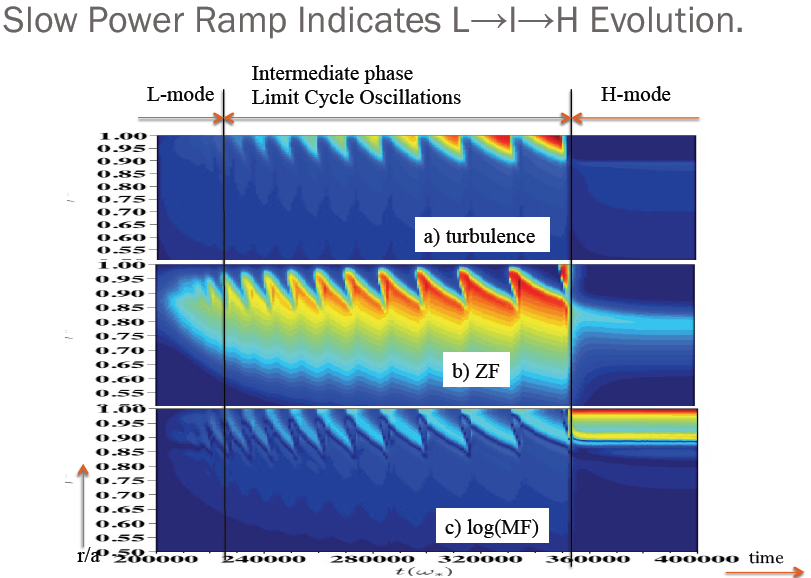 Slow Power Ramp Indicates L→I→H Evolution.
Intermediate phase
L-mode
Limit Cycle Oscillations
H-mode
1.00
0.95
0.90
0.85
0.80
0.75
0.70
0.65
0.60
0.55
a) turbulence
1.00
0.95
0.90
0.85
0.80
0.75
0.70
0.65
0.60
0.55
b) ZF
1.00
0.95
0.90
0.85
0.80
0.75
0.70
0.65
0.60
0.55
0.50
c) log(MF)
r/a
200000 240000 280000 320000 360000 400000 time
t(ω*)